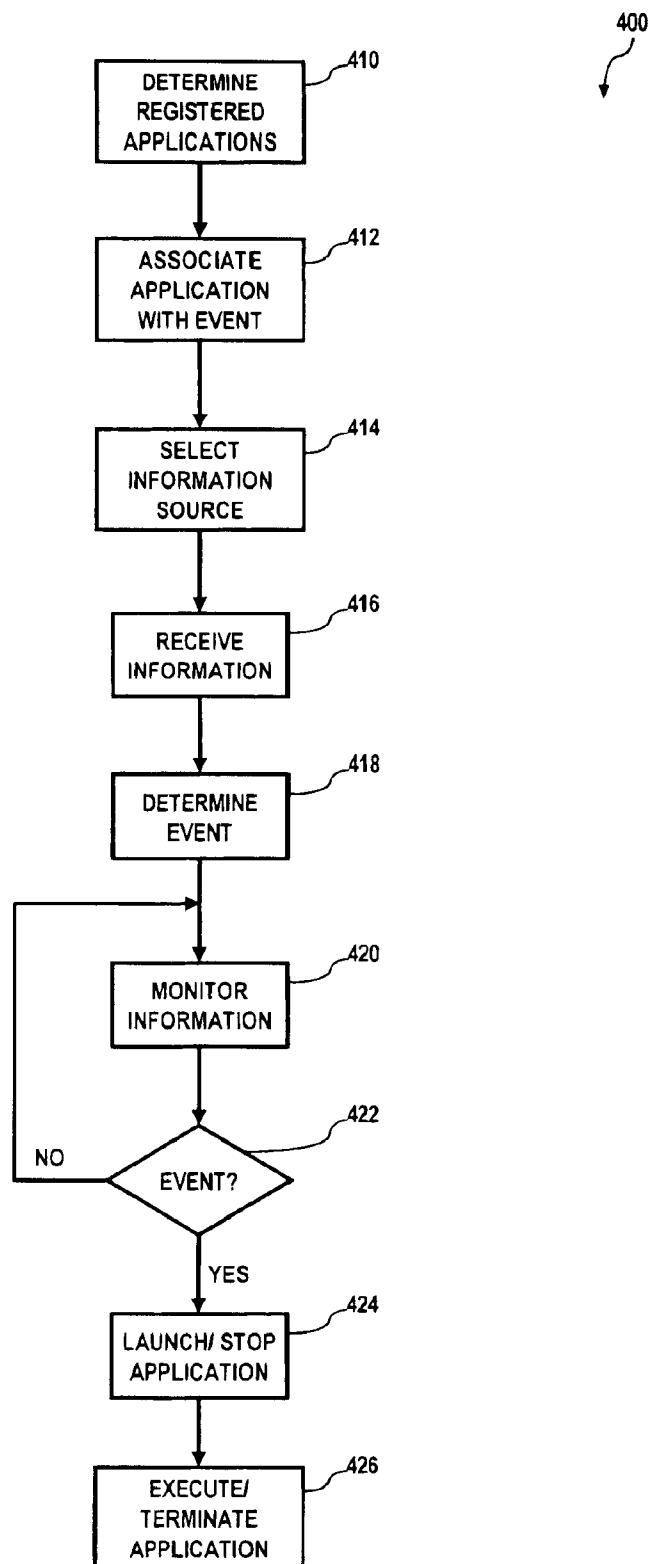 400
410
DETERMINE
REGISTERED
APPLICATIONS
412
ASSOCIATE
APPLICATION
WITH EVENT
414
SELECT
INFORMATION
SOURCE
416
RECEIVE
INFORMATION
418
DETERMINE
EVENT
420
MONITOR
INFORMATION
422
NO
EVENT?
YES
424
LAUNCH/ STOP
APPLICATION
426
EXECUTE/
TERMINATE
APPLICATION